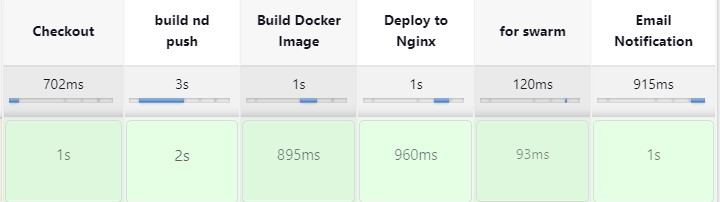 Checkout
build nd
push
Build Docker
Image
Deploy to
Nginx
for swarm
Email
Notification
702ms
3s
1s
1s
120ms
915ms
1s
2s
895ms
960ms
93ms
1s